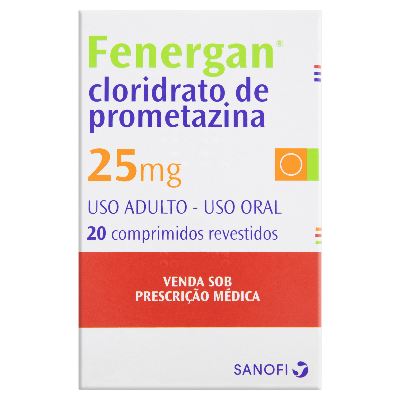 Fenergan®
cloridrato de
prometazina
25mg
USO ADULTO - USO ORAL
20 comprimidos revestidos
VENDA SOB
PRESCRIÇÃO MÉDICA
SANOFI